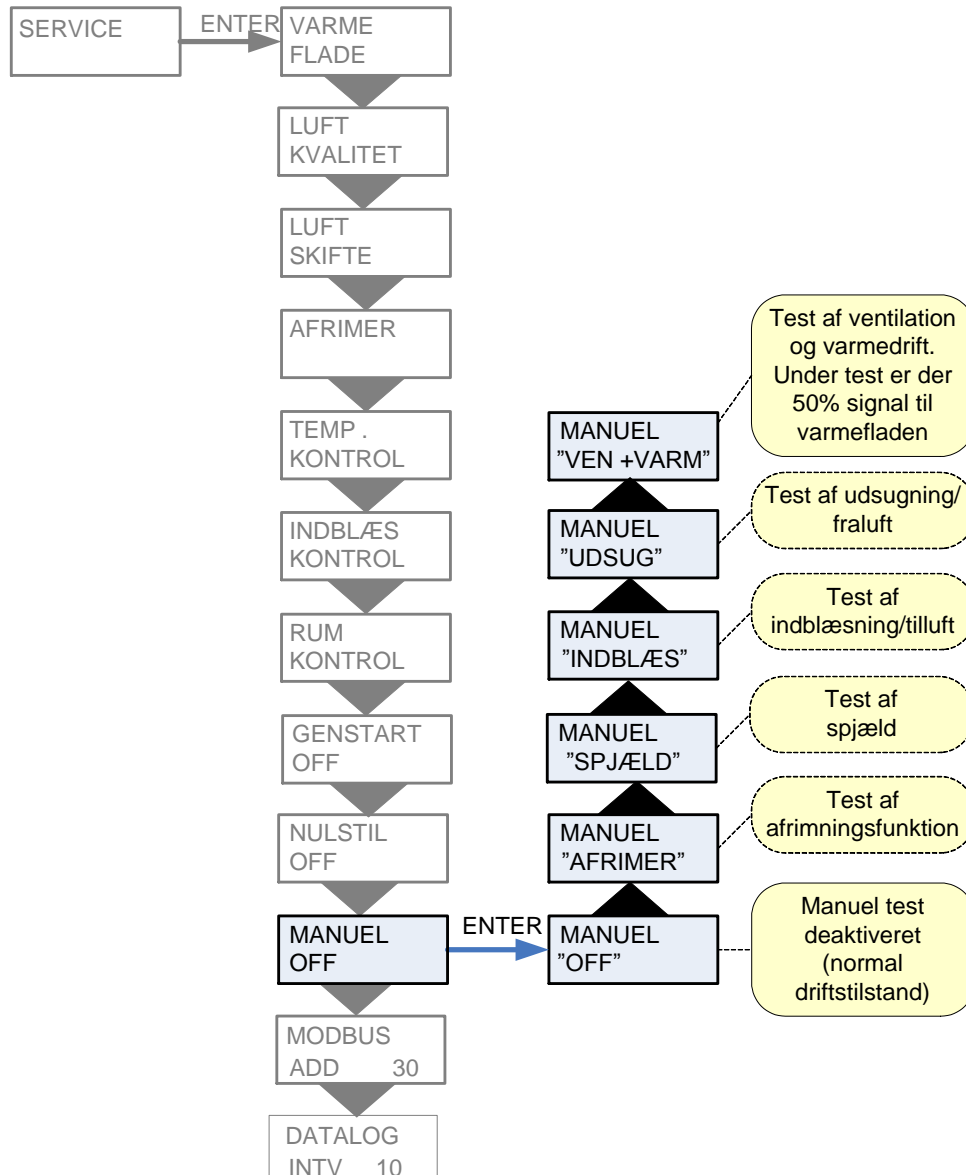 SERVICE
ENTER
VARME
FLADE
LUFT
KVALITET
LUFT
SKIFTE
AFRIMER
TEMP .
KONTROL
INDBLÆS
KONTROL
RUM
KONTROL
GENSTART
OFF
NULSTIL
OFF
MANUEL
OFF
MODBUS
ADD 30
DATALOG
INTV 10
ENTER
MANUEL
”VEN +VARM”
MANUEL
”UDSUG”
MANUEL
”INDBLÆS”
MANUEL
”SPJÆLD”
MANUEL
”AFRIMER”
MANUEL
”OFF”
Test af ventilation
og varmedrift.
Under test er der
50% signal til
varmefladen
Test af udsugning/
fraluft
Test af
indblæsning/tilluft
Test af
spjæld
Test af
afrimningsfunktion
Manuel test
deaktiveret
(normal
driftstilstand)